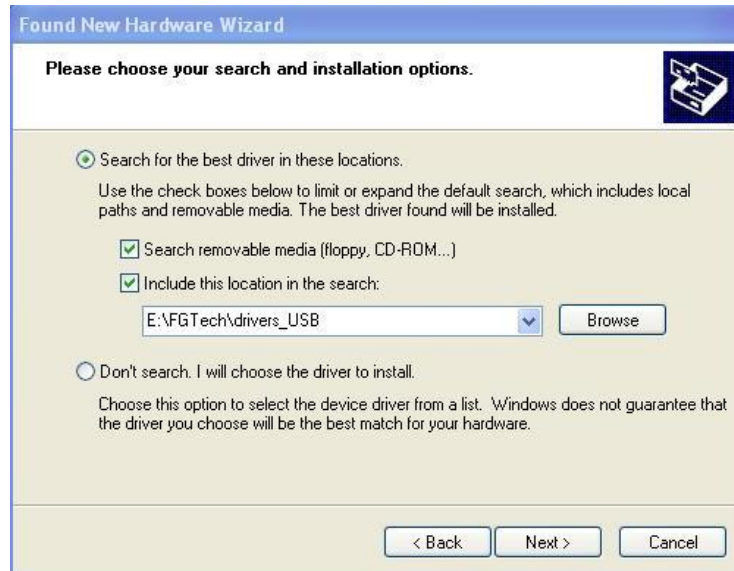 Found New Hardware Wizard
Please choose your search and installation options.
Search for the best driver in these locations.
Use the check boxes below to limit or expand the default search, which includes local
paths and removable media. The best driver found will be installed.
Search removable media (floppy, CD-ROM...)
Include this location in the search:
E:\FGTech\drivers_USB
Browse
Don't search. I will choose the driver to install.
Choose this option to select the device driver from a list. Windows does not guarantee that
the driver you choose will be the best match for your hardware.
< Back Next > Cancel